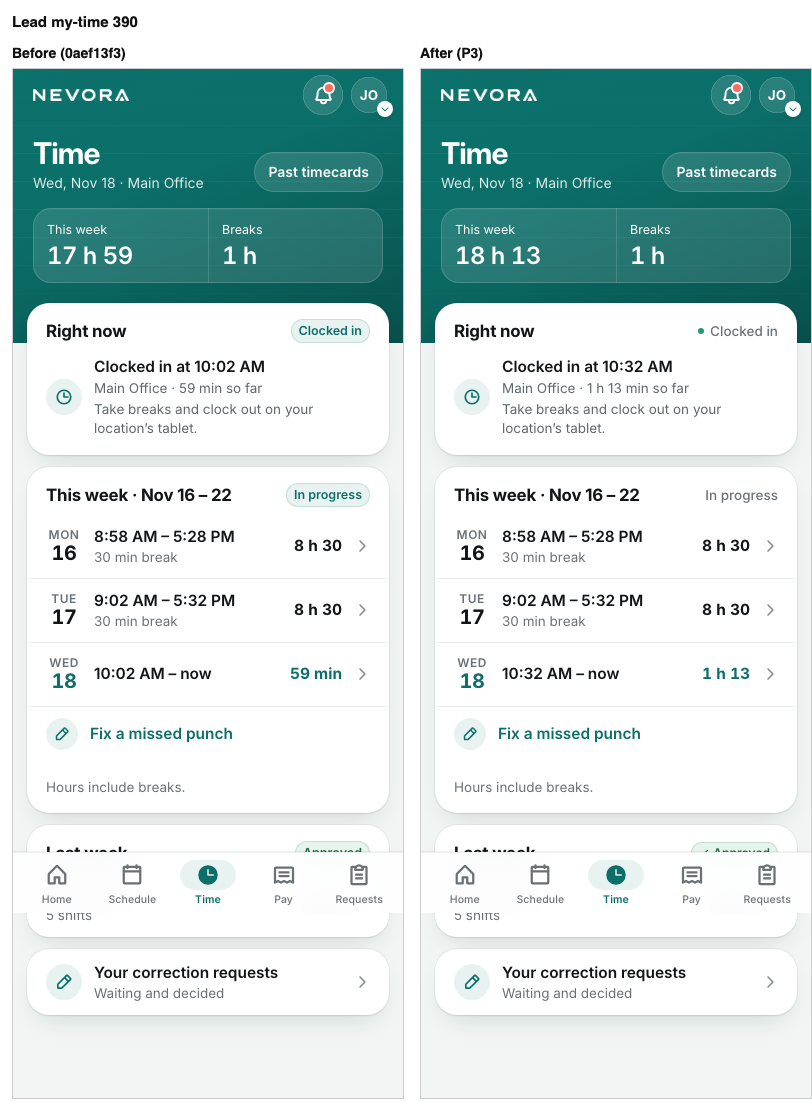 Lead my-time 390
Before (0aef13f3)
NEVORA
JO
Time
Wed, Nov 18 · Main Office
Past timecards
This week
17 h 59
Breaks
1 h
Right now
Clocked in
Clocked in at 10:02 AM
Main Office · 59 min so far
Take breaks and clock out on your
location’s tablet.
This week · Nov 16 – 22
In progress
MON
16
8:58 AM – 5:28 PM
30 min break
8 h 30
TUE
17
9:02 AM – 5:32 PM
30 min break
8 h 30
WED
18
10:02 AM – now
59 min
Fix a missed punch
Hours include breaks.
Last week
Approved
Home
Schedule
Time
Pay
Requests
5 shifts
Your correction requests
Waiting and decided
After (P3)
NEVORA
JO
Time
Wed, Nov 18 · Main Office
Past timecards
This week
18 h 13
Breaks
1 h
Right now
Clocked in
Clocked in at 10:32 AM
Main Office · 1 h 13 min so far
Take breaks and clock out on your
location’s tablet.
This week · Nov 16 – 22
In progress
MON
16
8:58 AM – 5:28 PM
30 min break
8 h 30
TUE
17
9:02 AM – 5:32 PM
30 min break
8 h 30
WED
18
10:32 AM – now
1 h 13
Fix a missed punch
Hours include breaks.
Last week
✓ Approved
Home
Schedule
Time
Pay
Requests
5 shifts
Your correction requests
Waiting and decided